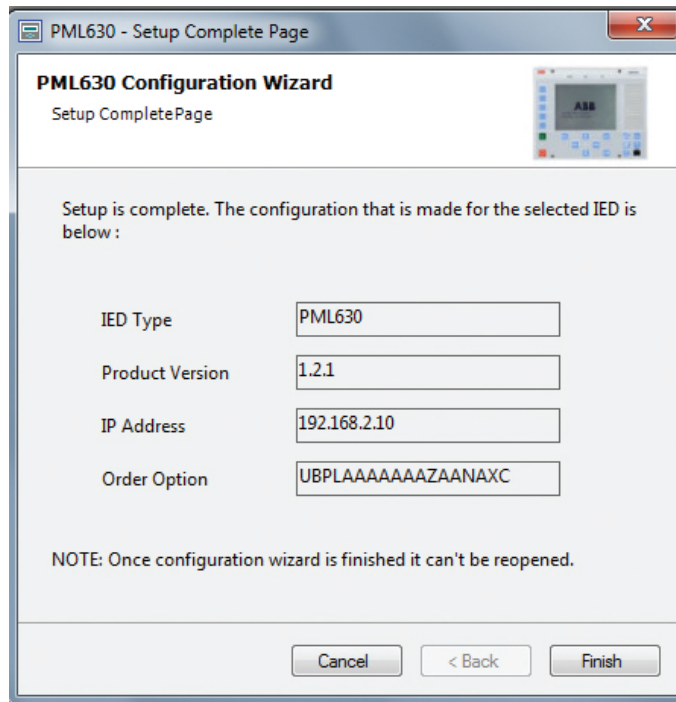 PML630 - Setup Complete Page
PML630 Configuration Wizard
Setup CompletePage
ABB
Setup is complete. The configuration that is made for the selected IED is
below :
IED Type PML630
Product Version 1.2.1
IP Address 192.168.2.10
Order Option UBPLAAAAAAAZAANAXC
NOTE: Once configuration wizard is finished it can't be reopened.
Cancel < Back Finish